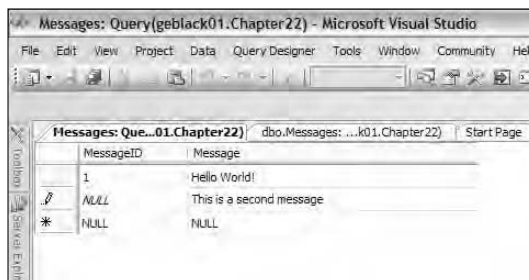 Messages: Query(geblack01.Chapter22) - Microsoft Visual Studio
File Edit View Project Data Query Designer Tools Window Community Hel
Messages: Que...01.Chapter22) dbo.Messages: ...k01.Chapter22) Start Page
MessageID Message
1 Hello World!
NULL This is a second message
NULL NULL
Toolbox
Server Explo